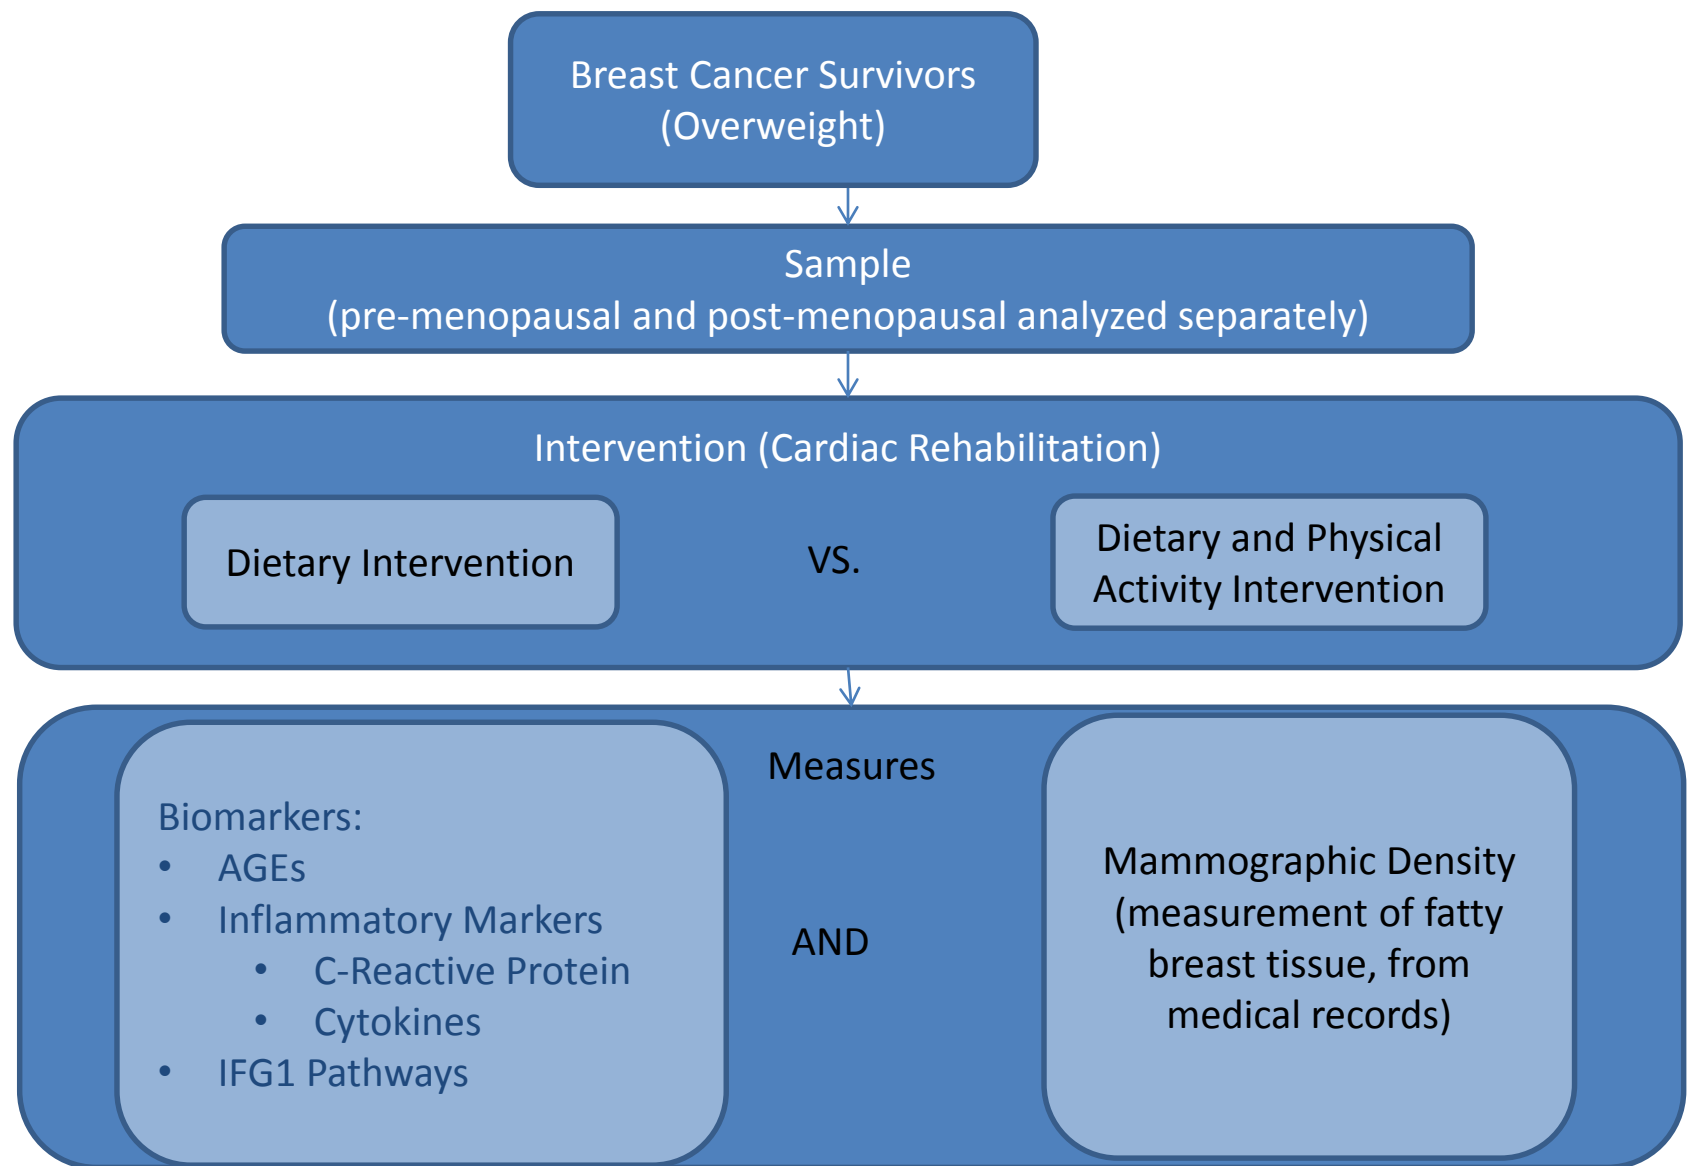 Breast Cancer Survivors
(Overweight)
Sample
(pre-menopausal and post-menopausal analyzed separately)
Intervention (Cardiac Rehabilitation)
Dietary Intervention
VS.
Dietary and Physical
Activity Intervention
Measures
Biomarkers:
• AGEs
• Inflammatory Markers
• C-Reactive Protein
• Cytokines
• IFG1 Pathways
AND
Mammographic Density
(measurement of fatty
breast tissue, from
medical records)